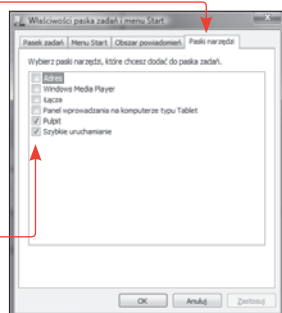 Właściwości paska zadań i menu Start
Pasek zadań Menu Start Obszar powiadomień Paski narzędzi
Wybierz paski narzędzi, które chcesz dodać do paska zadań.
Adres
Windows Media Player
Łącza
Panel wprowadzania na komputerze typu Tablet
Pulpit
Szybkie uruchamianie
OK Anuluj Zastosuj